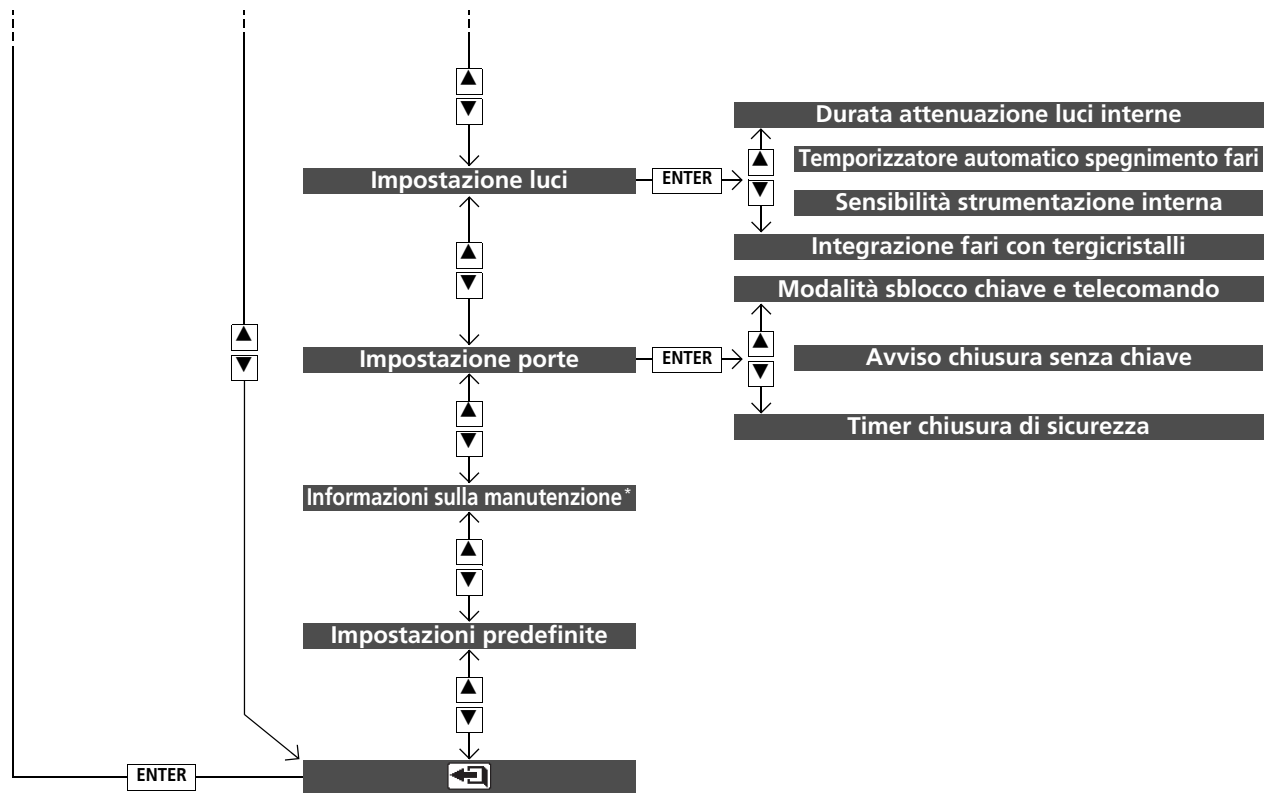 Durata attenuazione luci interne
Temporizzatore automatico spegnimento fari
Impostazione luci
ENTER
Sensibilità strumentazione interna
Integrazione fari con tergicristalli
Modalità sblocco chiave e telecomando
Impostazione porte
ENTER
Avviso chiusura senza chiave
Timer chiusura di sicurezza
Informazioni sulla manutenzione*
Impostazioni predefinite
ENTER